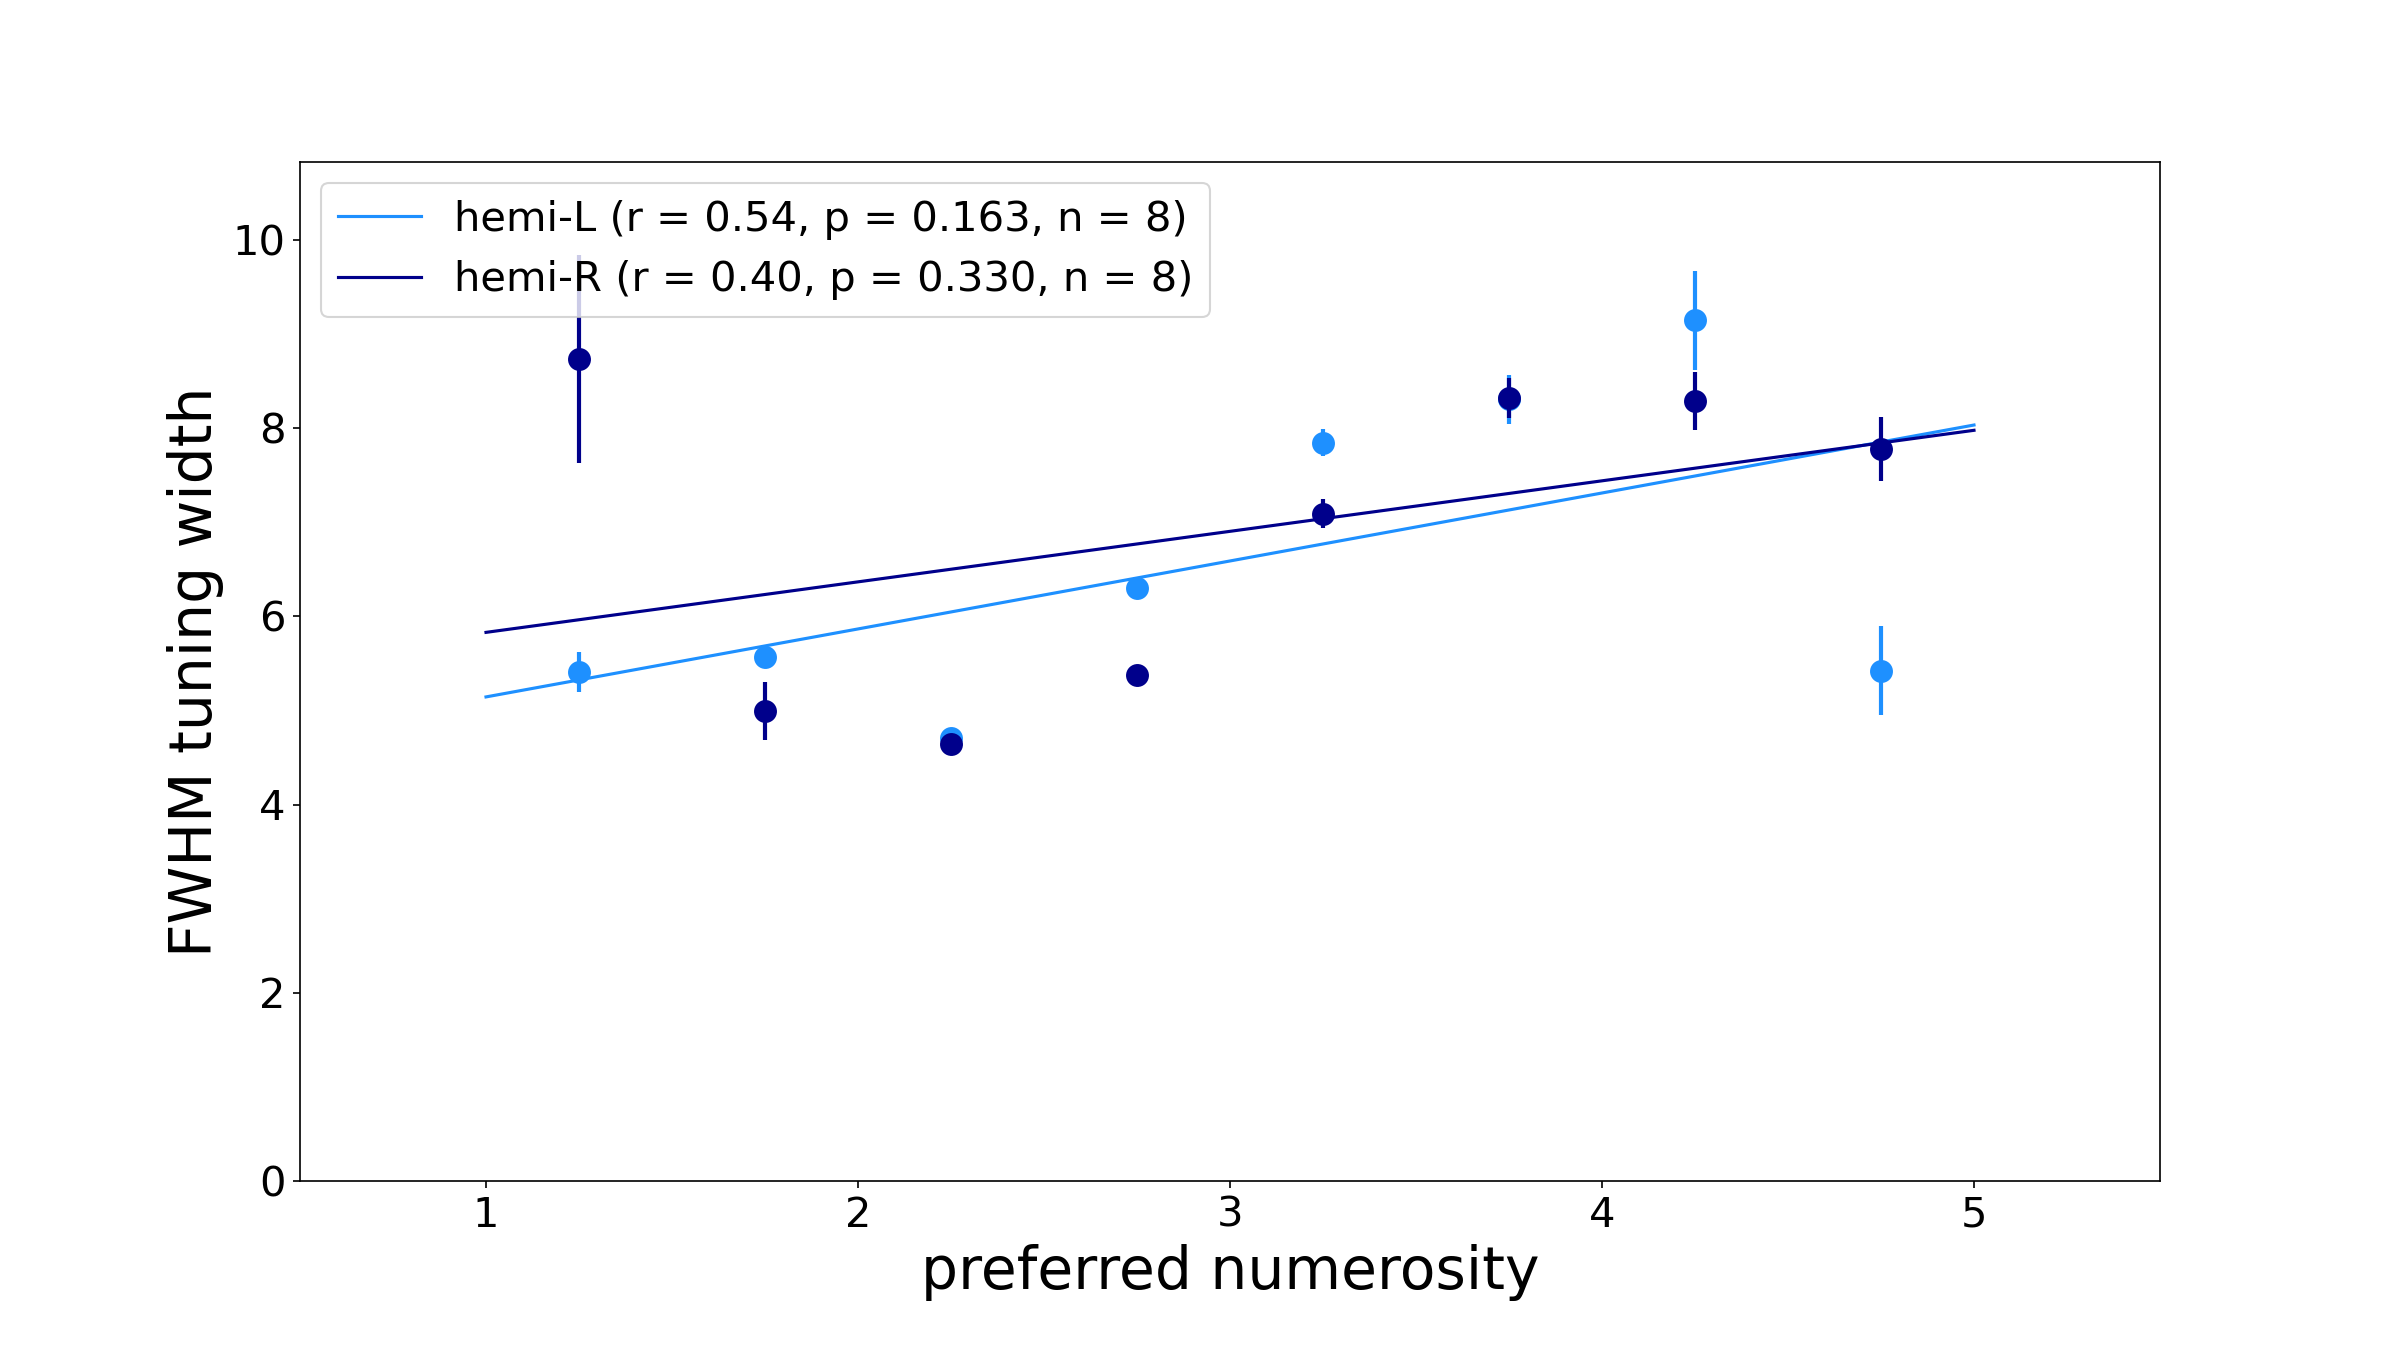 hemi-L (r = 0.54, p = 0.163, n = 8)
hemi-R (r = 0.40, p = 0.330, n = 8)
10
8
6
4
2
0
FWHM tuning width
1 2 3 4 5
preferred numerosity